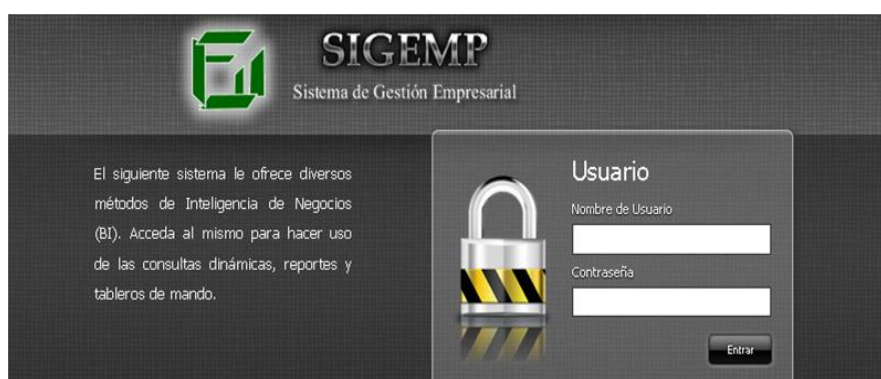 SIGEMP
Sistema de Gestión Empresarial
El siguiente sistema le ofrece diversos
métodos de Inteligencia de Negocios
(BI). Acceda al mismo para hacer uso
de las consultas dinámicas, reportes y
tableros de mando.
Usuario
Nombre de Usuario
Contraseña
Entrar